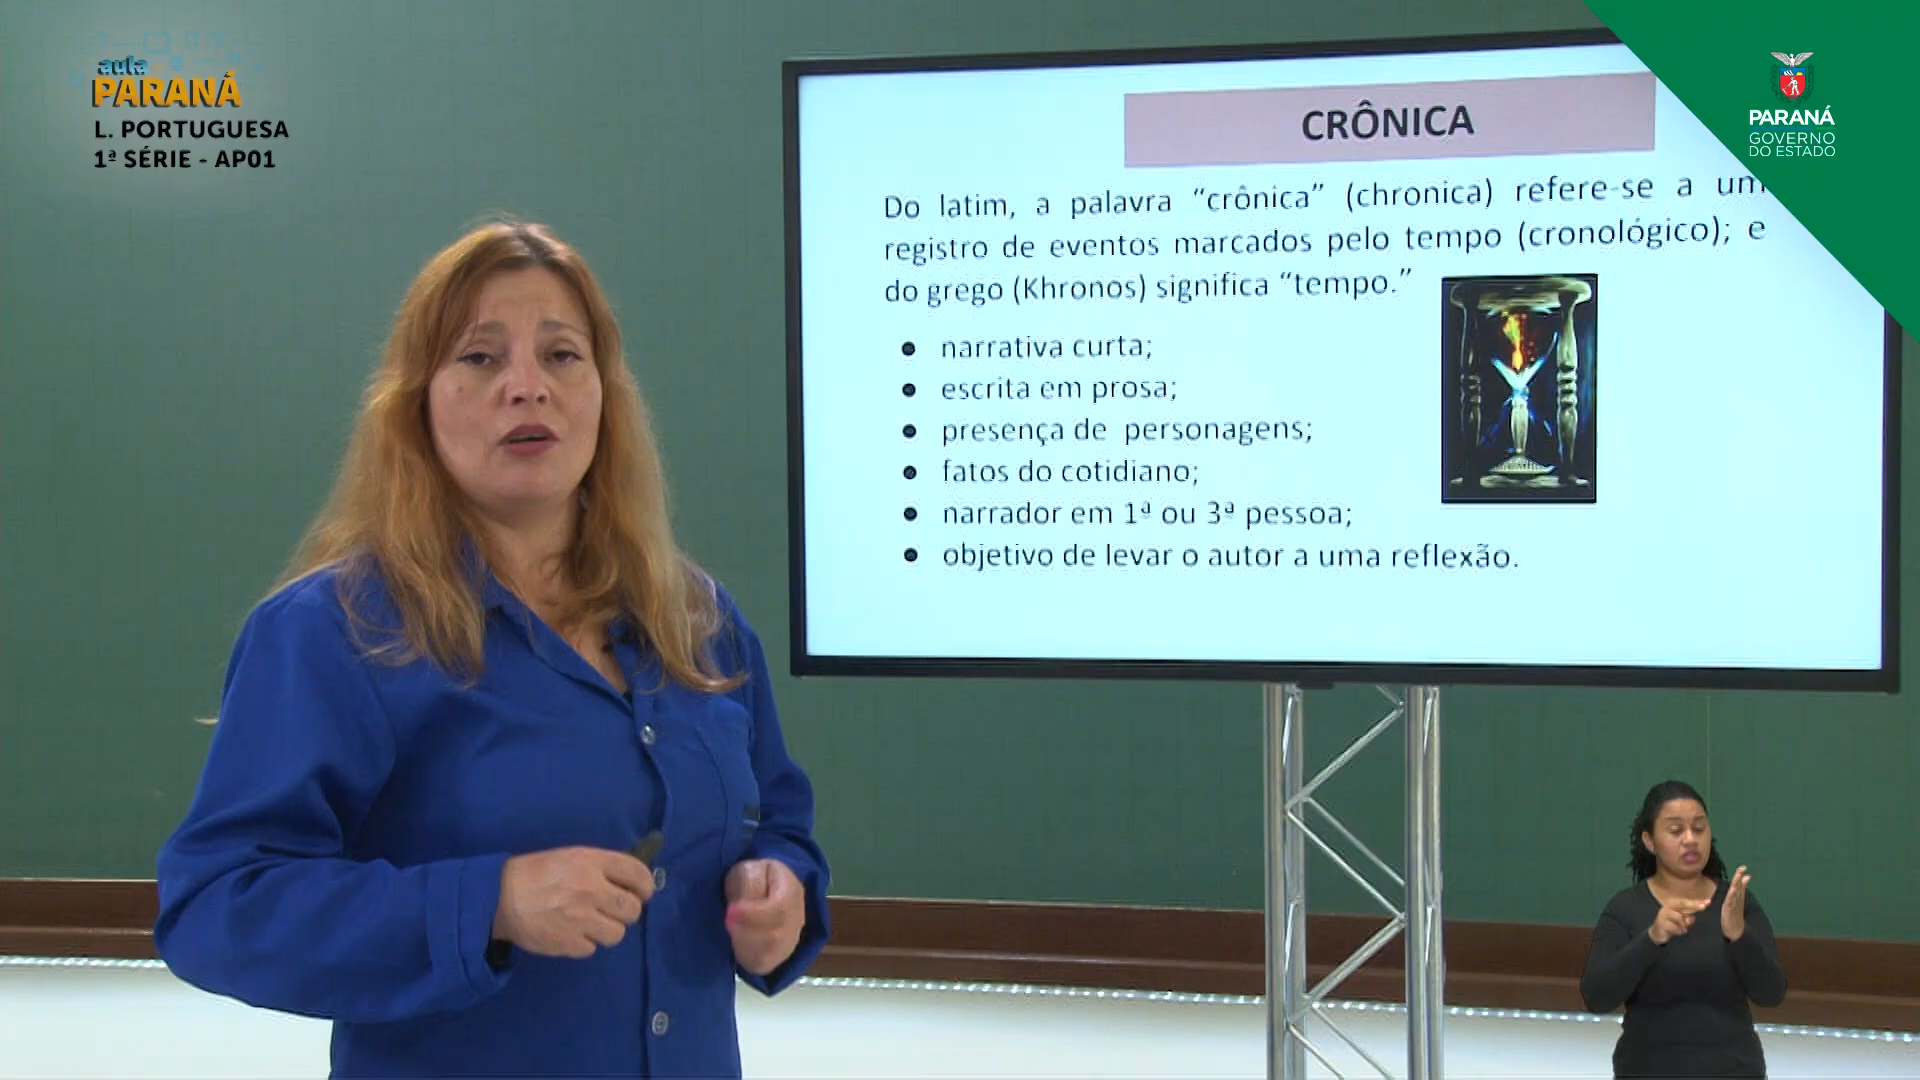 aula
PARANÁ
L. PORTUGUESA
1ª SÉRIE - AP01
PARANÁ
GOVERNO
DO ESTADO
CRÔNICA
Do latim, a palavra “crônica” (chronica) refere-se a um
registro de eventos marcados pelo tempo (cronológico); e
do grego (Khronos) significa “tempo.”
• narrativa curta;
• escrita em prosa;
• presença de personagens;
• fatos do cotidiano;
• narrador em 1ª ou 3ª pessoa;
• objetivo de levar o autor a uma reflexão.